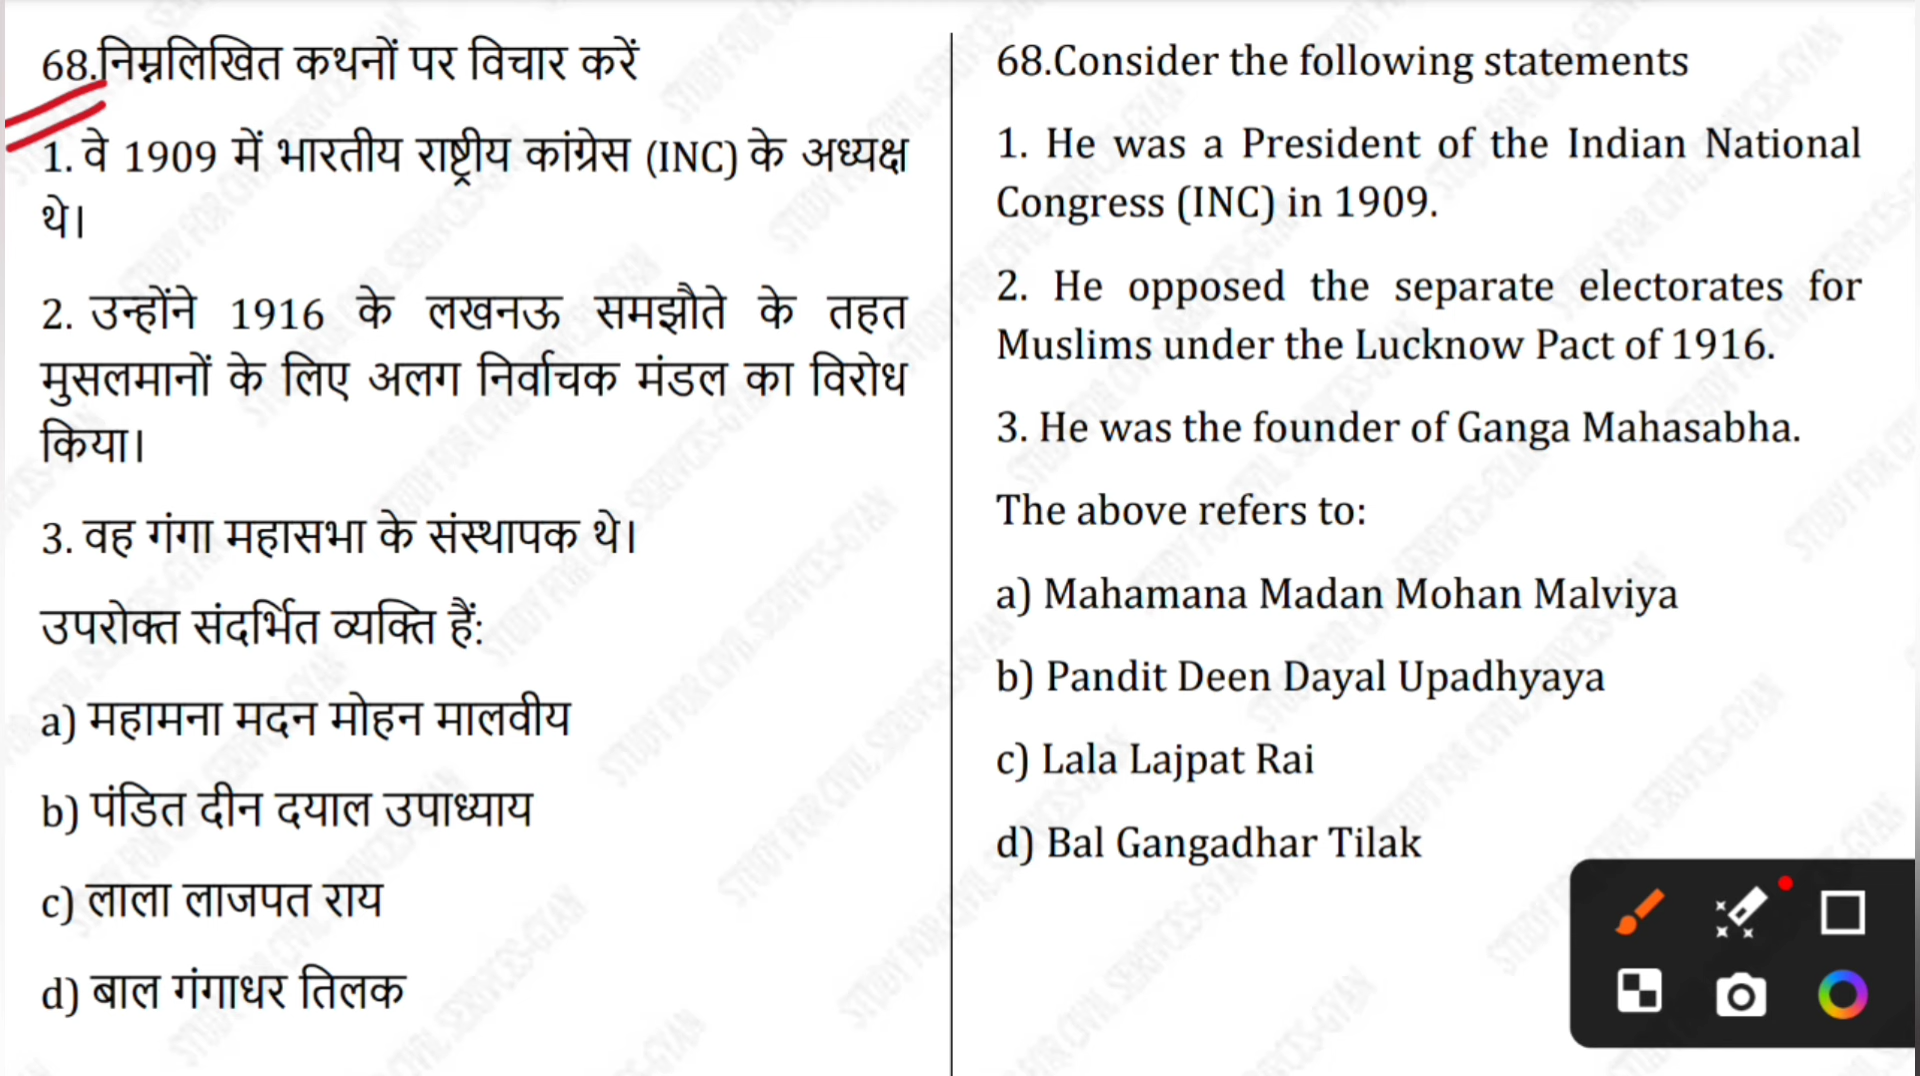 68.निम्नलिखित कथनों पर विचार करें
1. वे 1909 में भारतीय राष्ट्रीय कांग्रेस (INC) के अध्यक्ष
थे।
2. उन्होंने 1916 के लखनऊ समझौते के तहत
मुसलमानों के लिए अलग निर्वाचक मंडल का विरोध
किया।
3. वह गंगा महासभा के संस्थापक थे।
उपरोक्त संदर्भित व्यक्ति हैं:
a) महामना मदन मोहन मालवीय
b) पंडित दीन दयाल उपाध्याय
c) लाला लाजपत राय
d) बाल गंगाधर तिलक
68.Consider the following statements
1. He was a President of the Indian National
Congress (INC) in 1909.
2. He opposed the separate electorates for
Muslims under the Lucknow Pact of 1916.
3. He was the founder of Ganga Mahasabha.
The above refers to:
a) Mahamana Madan Mohan Malviya
b) Pandit Deen Dayal Upadhyaya
c) Lala Lajpat Rai
d) Bal Gangadhar Tilak
STUDY FOR CIVIL SERIVCES-GYAN